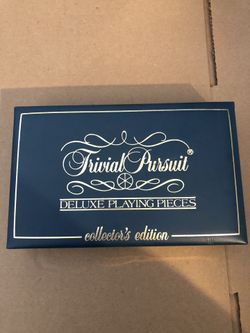 Trivial Pursuit®
DELUXE PLAYING PIECES
collector's edition